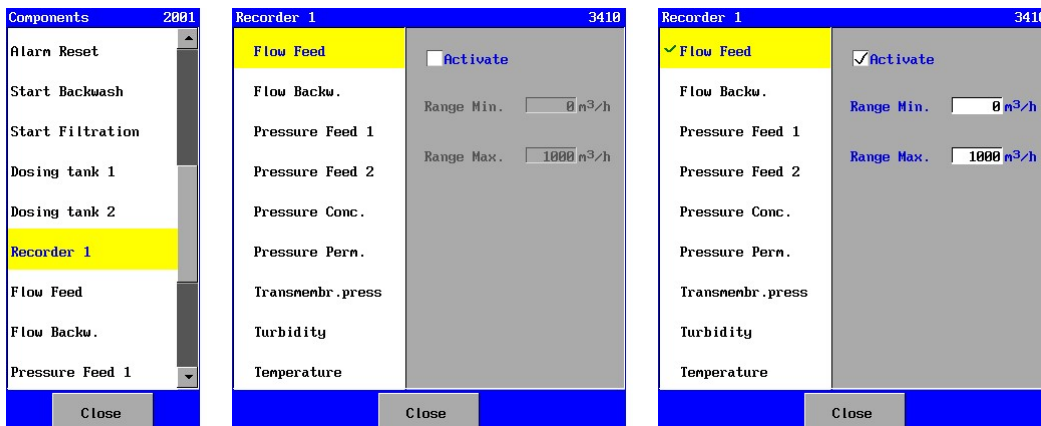 Components 2001
Alarm Reset
Start Backwash
Start Filtration
Dosing tank 1
Dosing tank 2
Recorder 1
Flow Feed
Flow Backw.
Pressure Feed 1
Close
Recorder 1 3410
Flow Feed
Flow Backw.
Pressure Feed 1
Pressure Feed 2
Pressure Conc.
Pressure Perm.
Transmembr.press
Turbidity
Temperature
Activate
Range Min. 0 m³/h
Range Max. 1000 m³/h
Close
Recorder 1 3410
Flow Feed
Flow Backw.
Pressure Feed 1
Pressure Feed 2
Pressure Conc.
Pressure Perm.
Transmembr.press
Turbidity
Temperature
Activate
Range Min. 0 m³/h
Range Max. 1000 m³/h
Close